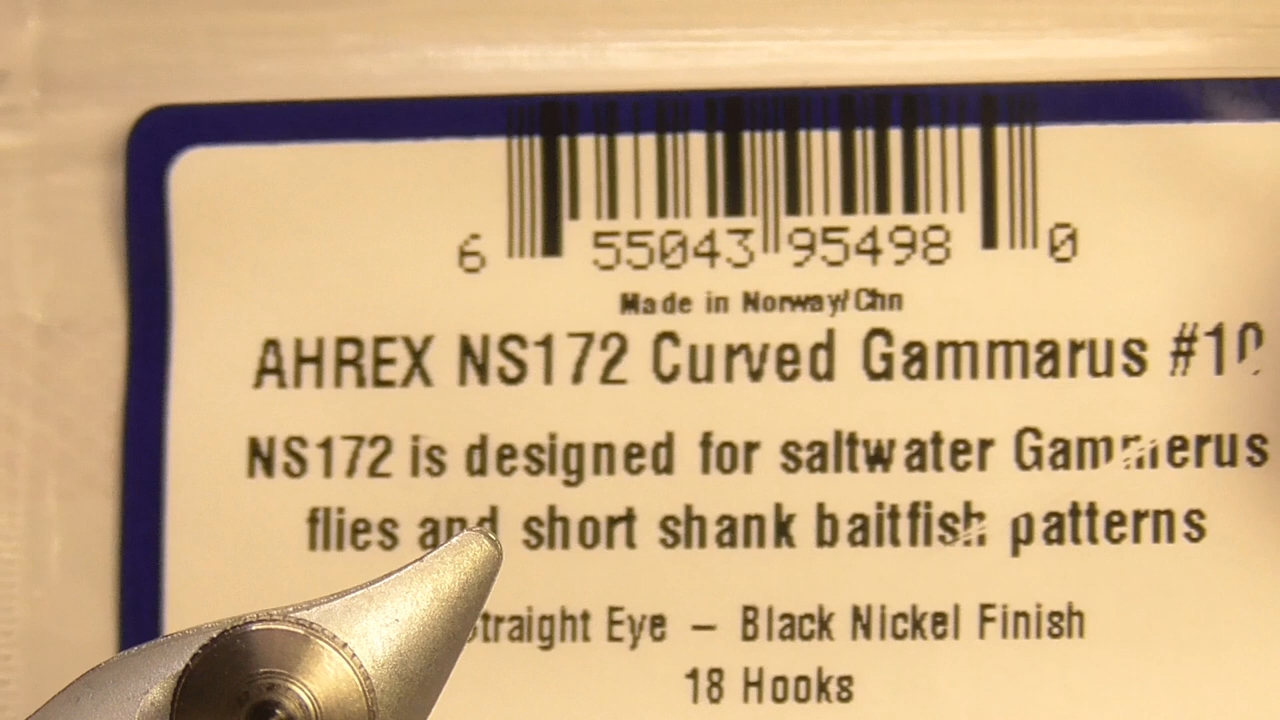 6 55043 95498 0
Made in Norway/Chn
AHREX NS172 Curved Gammarus #10
NS172 is designed for saltwater Gammerus
flies and short shank baitfish patterns
Straight Eye – Black Nickel Finish
18 Hooks